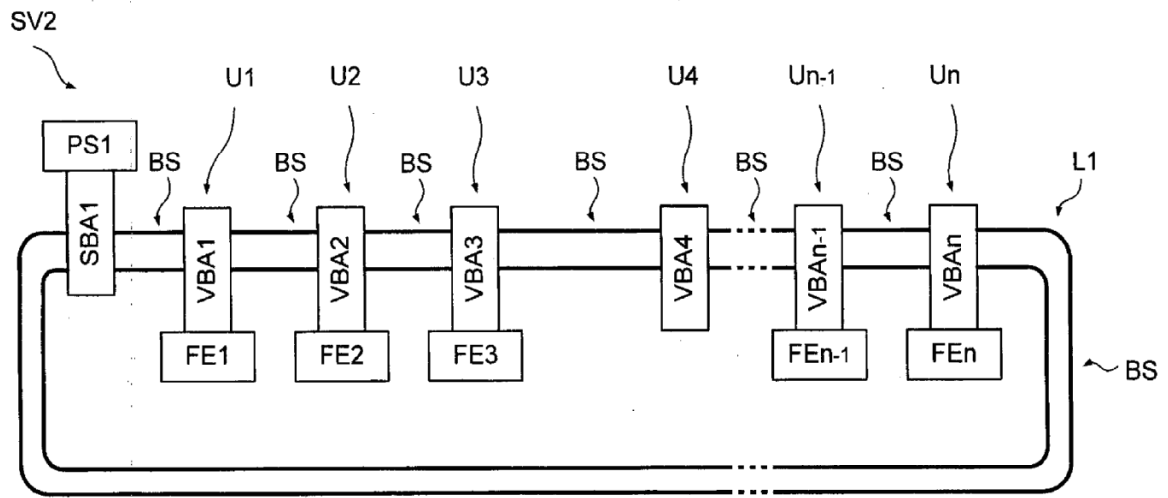 SV2
U1
U2
U3
U4
Un-1
Un
PS1
BS
BS
BS
BS
BS
BS
L1
SBA1
VBA1
VBA2
VBA3
VBA4
VBAn-1
VBAn
FE1
FE2
FE3
FEn-1
FEn
BS